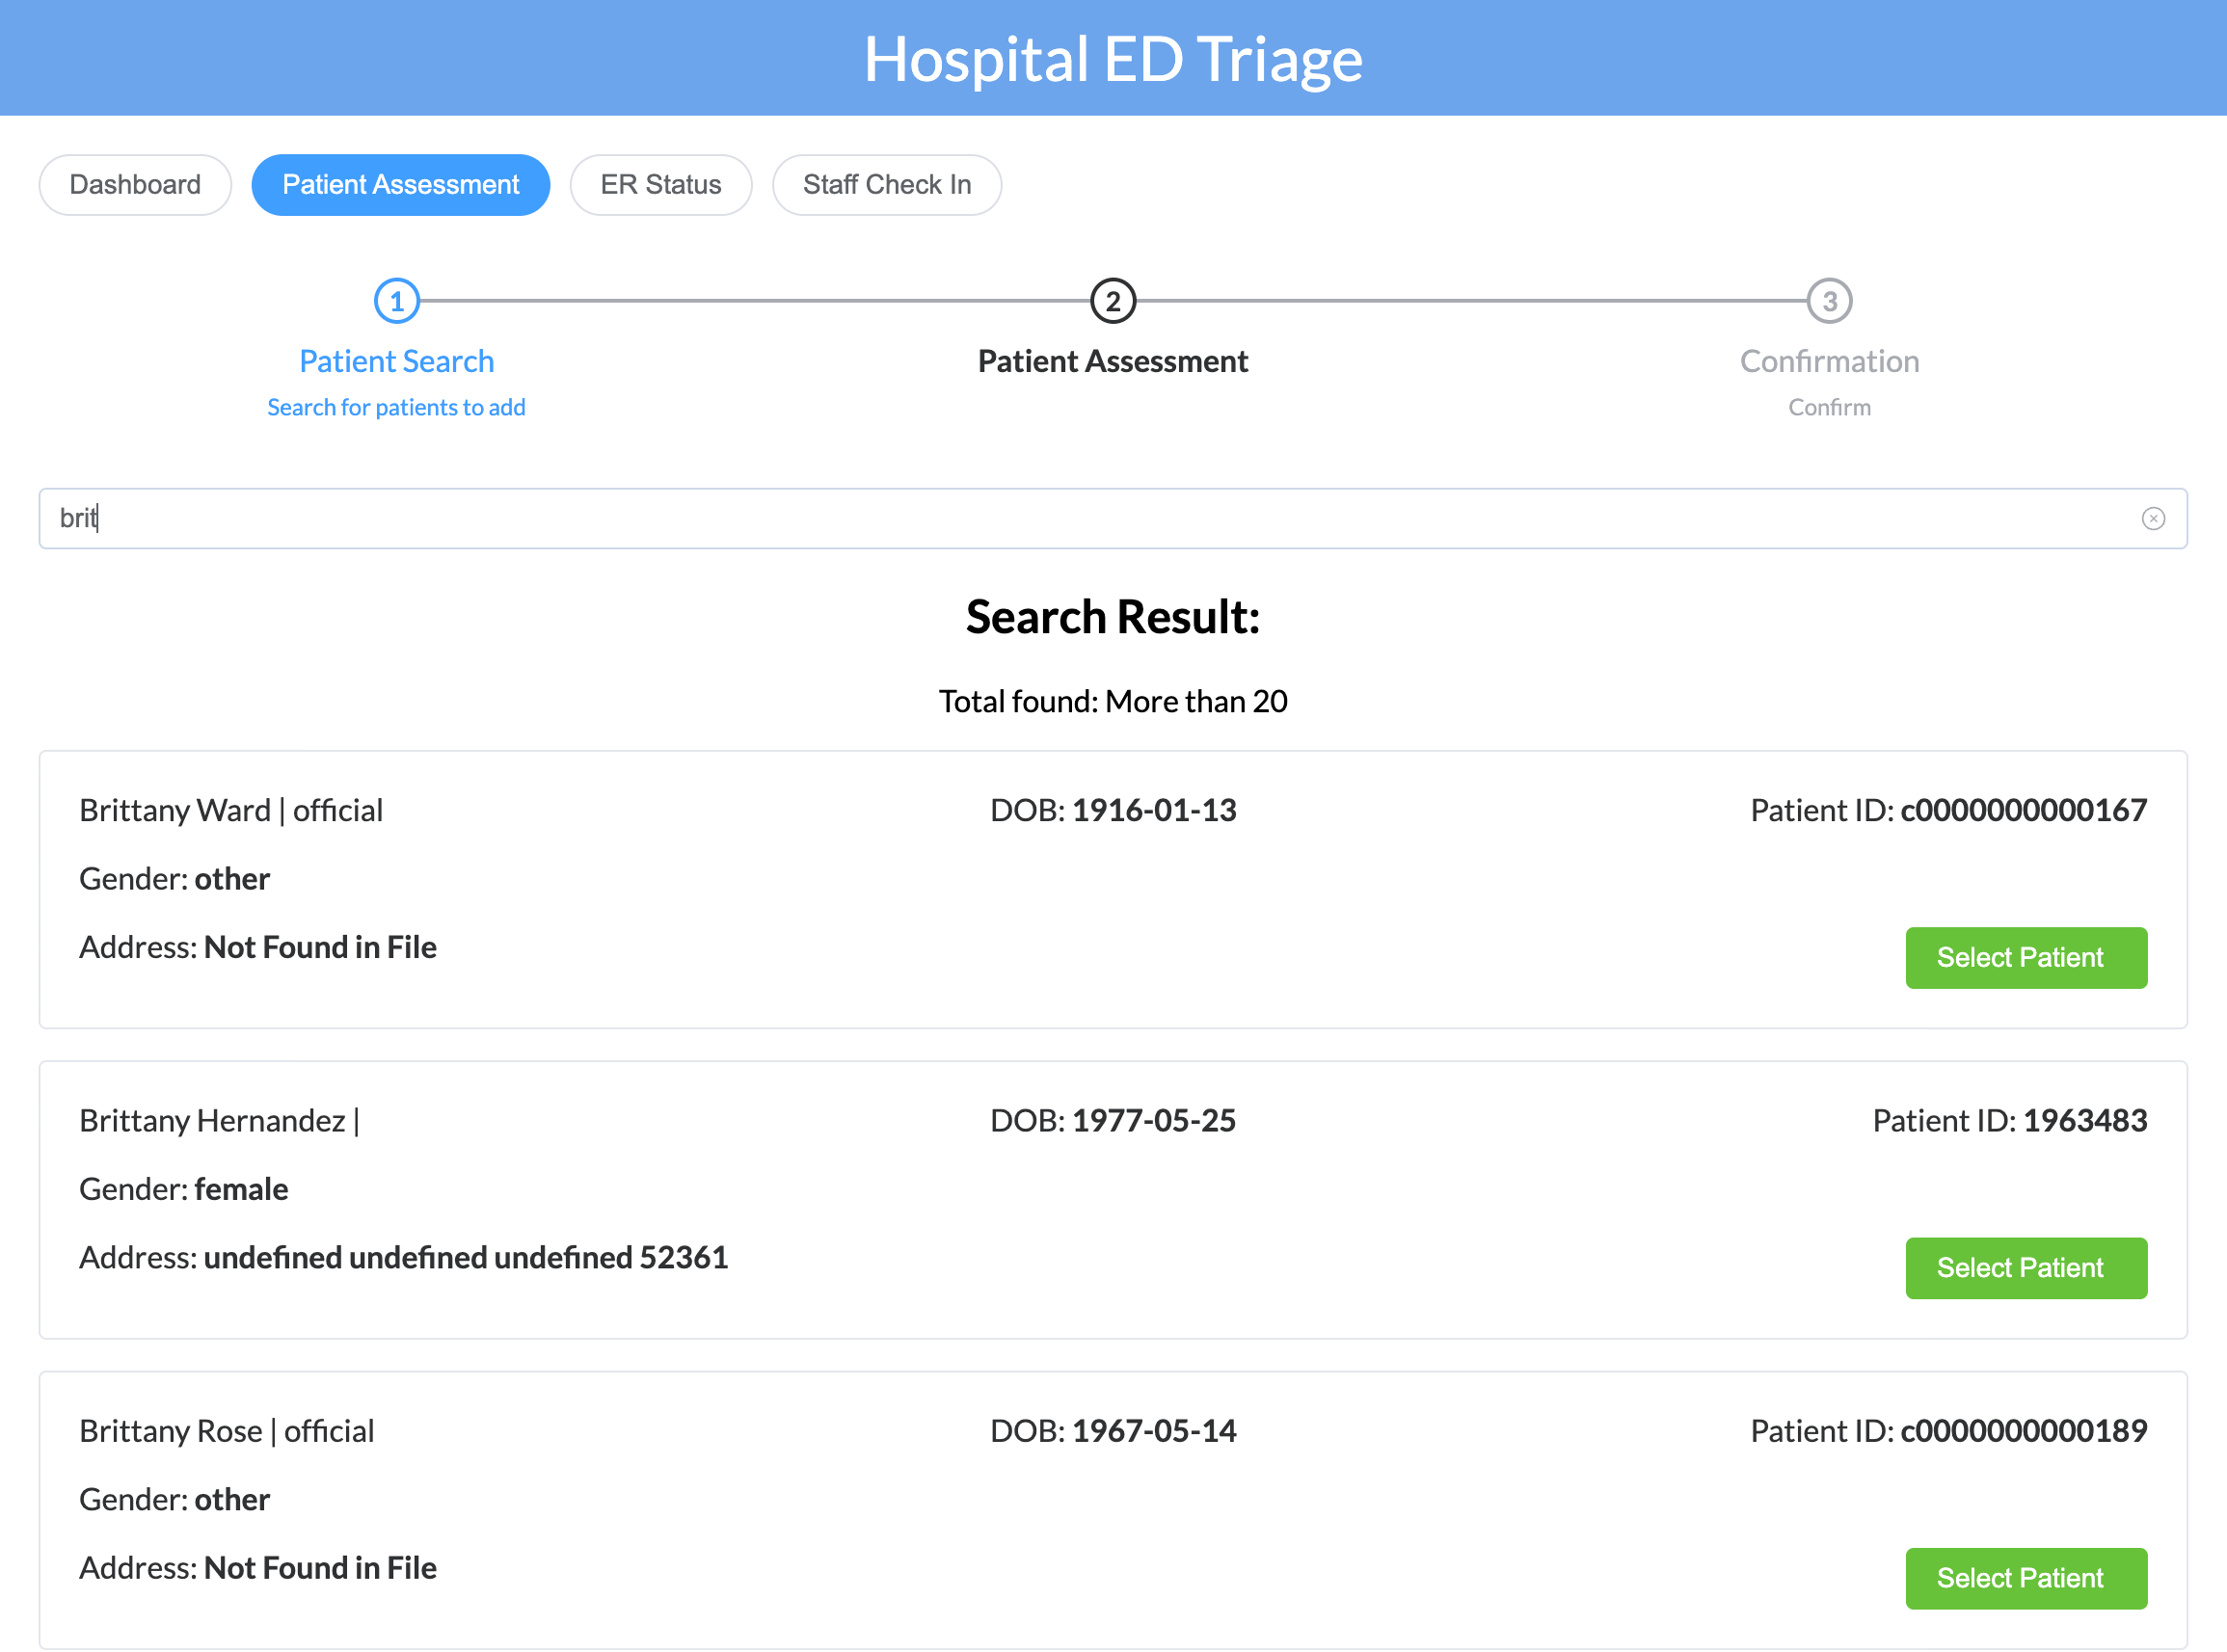 Hospital ED Triage
Dashboard Patient Assessment ER Status Staff Check In
1 2 3
Patient Search Patient Assessment Confirmation
Search for patients to add Confirm
brit
Search Result:
Total found: More than 20
Brittany Ward | official DOB: 1916-01-13 Patient ID: c0000000000167
Gender: other
Address: Not Found in File
Select Patient
Brittany Hernandez | DOB: 1977-05-25 Patient ID: 1963483
Gender: female
Address: undefined undefined undefined 52361
Select Patient
Brittany Rose | official DOB: 1967-05-14 Patient ID: c0000000000189
Gender: other
Address: Not Found in File
Select Patient